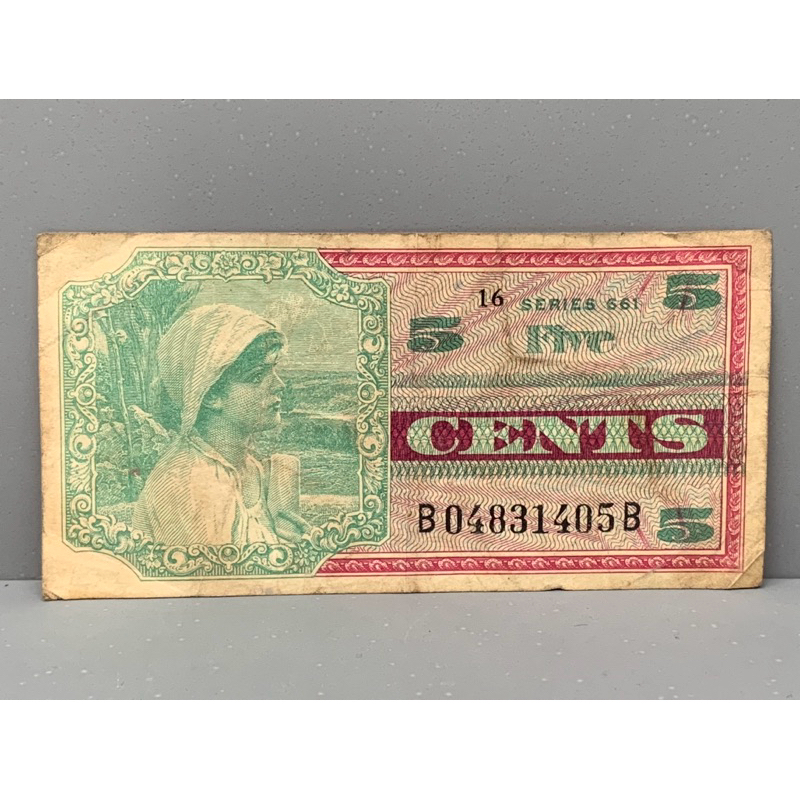 16 SERIES 661 5
5 Five
CENTS
B04831405B 5